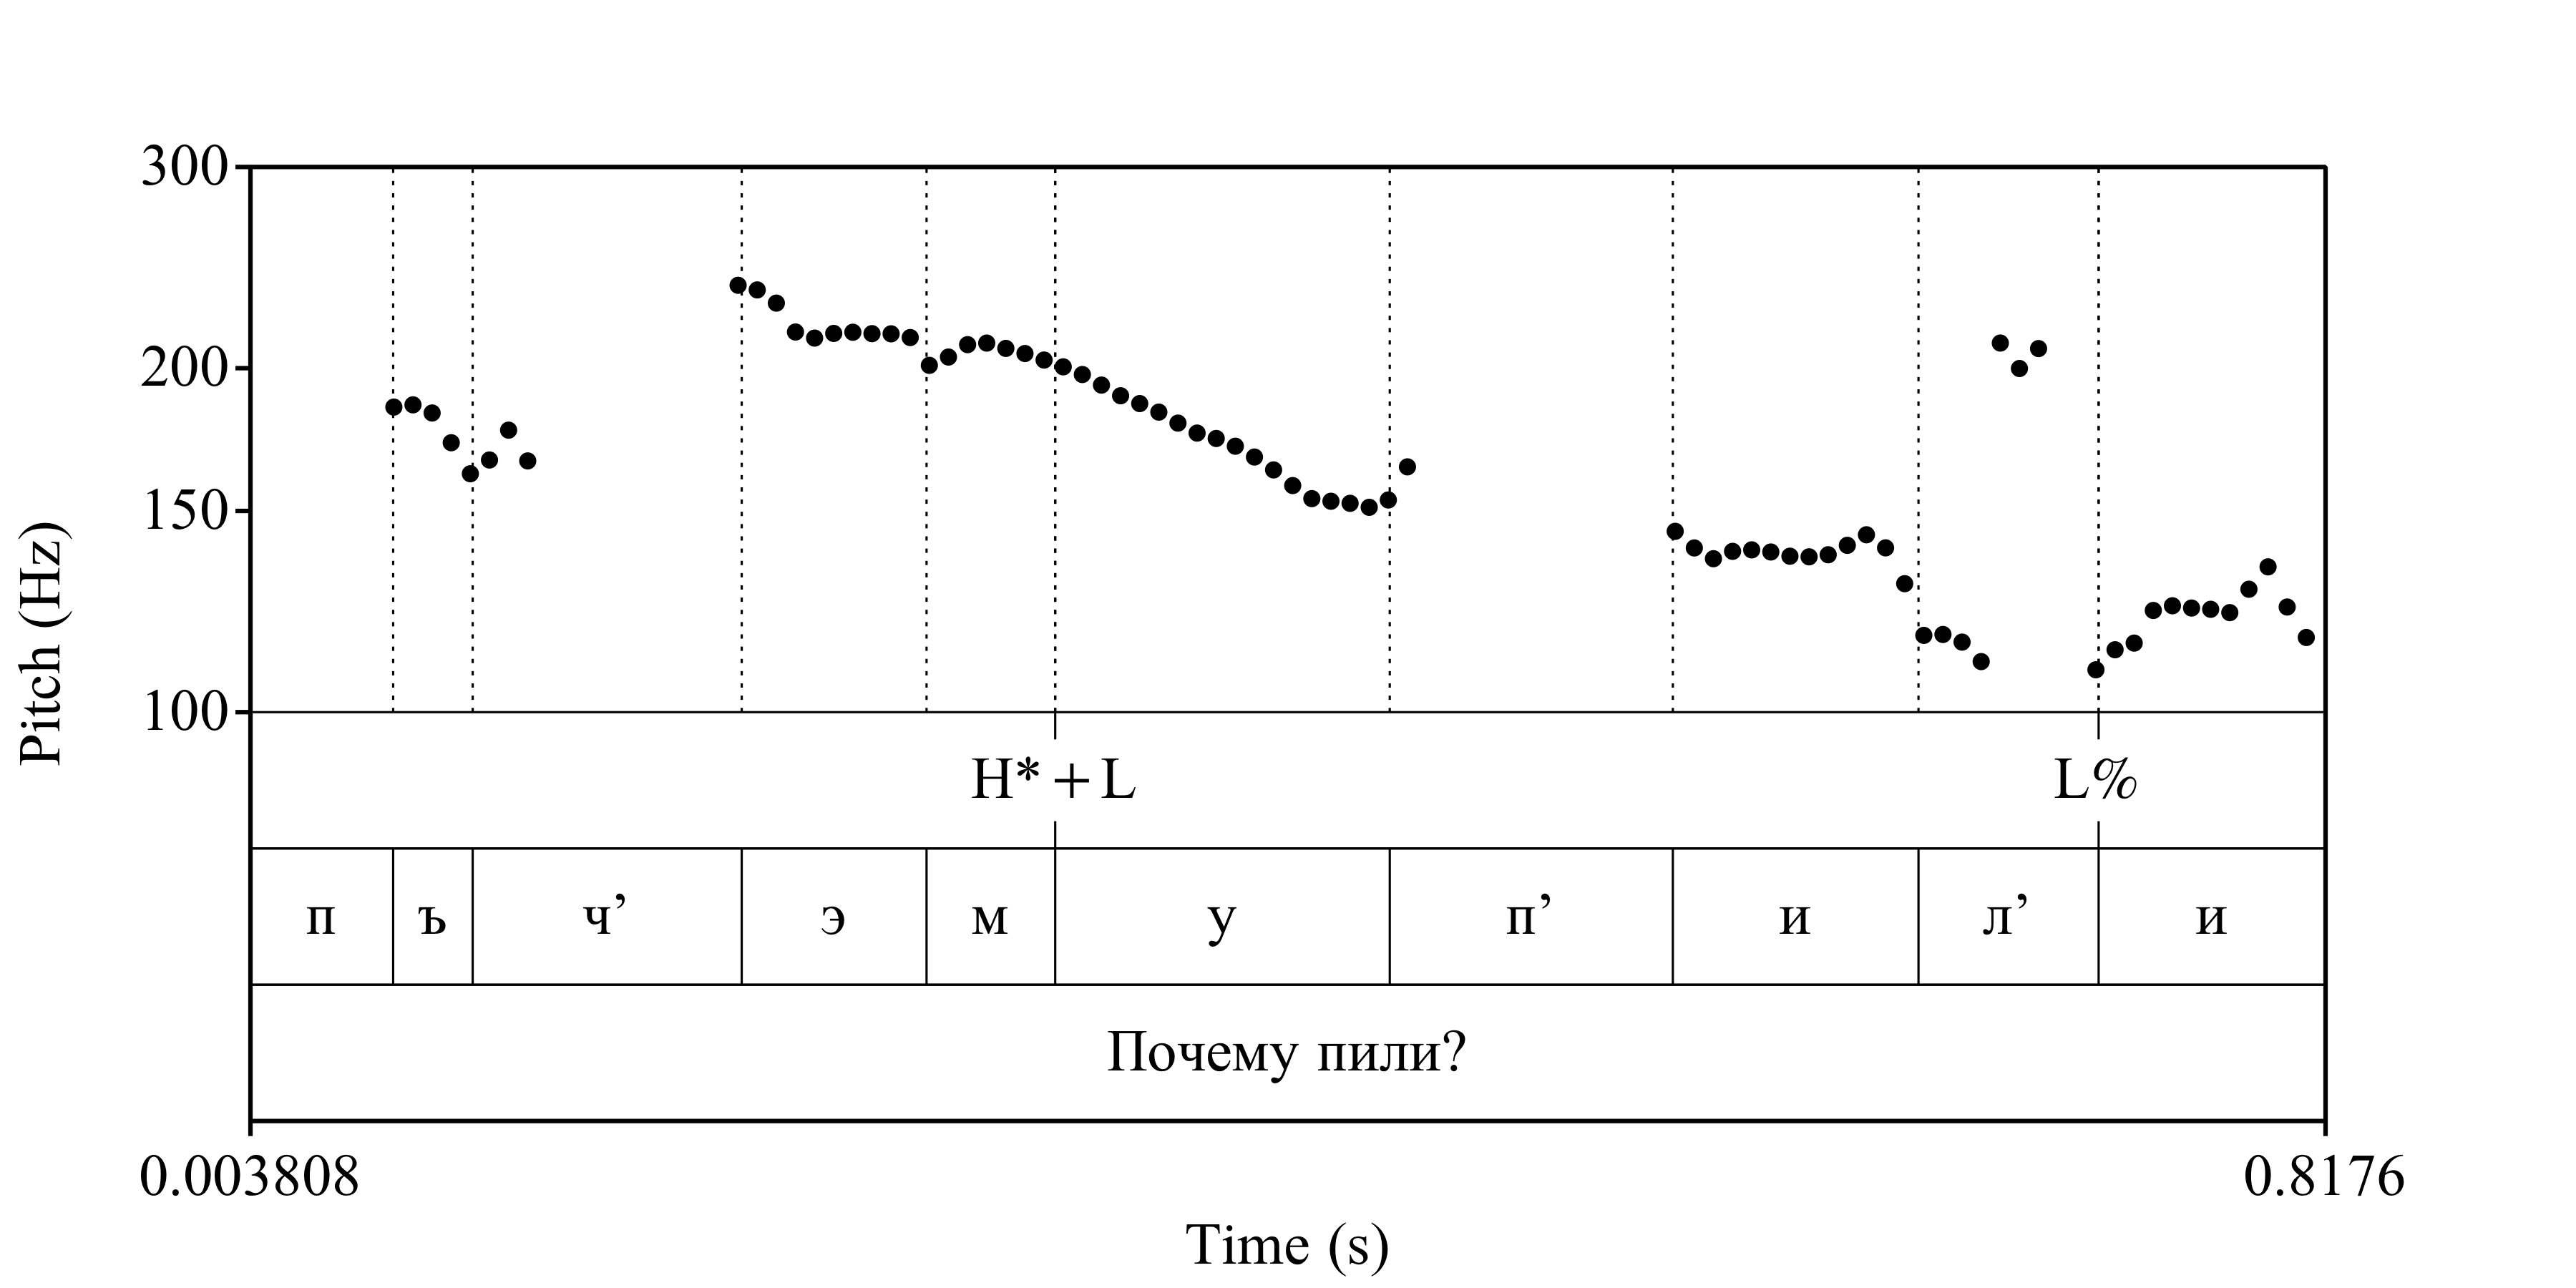 300
200
150
100
Pitch (Hz)
H* + L L%
п ъ ч’ э м у п’ и л’ и
Почему пили?
0.003808 0.8176
Time (s)